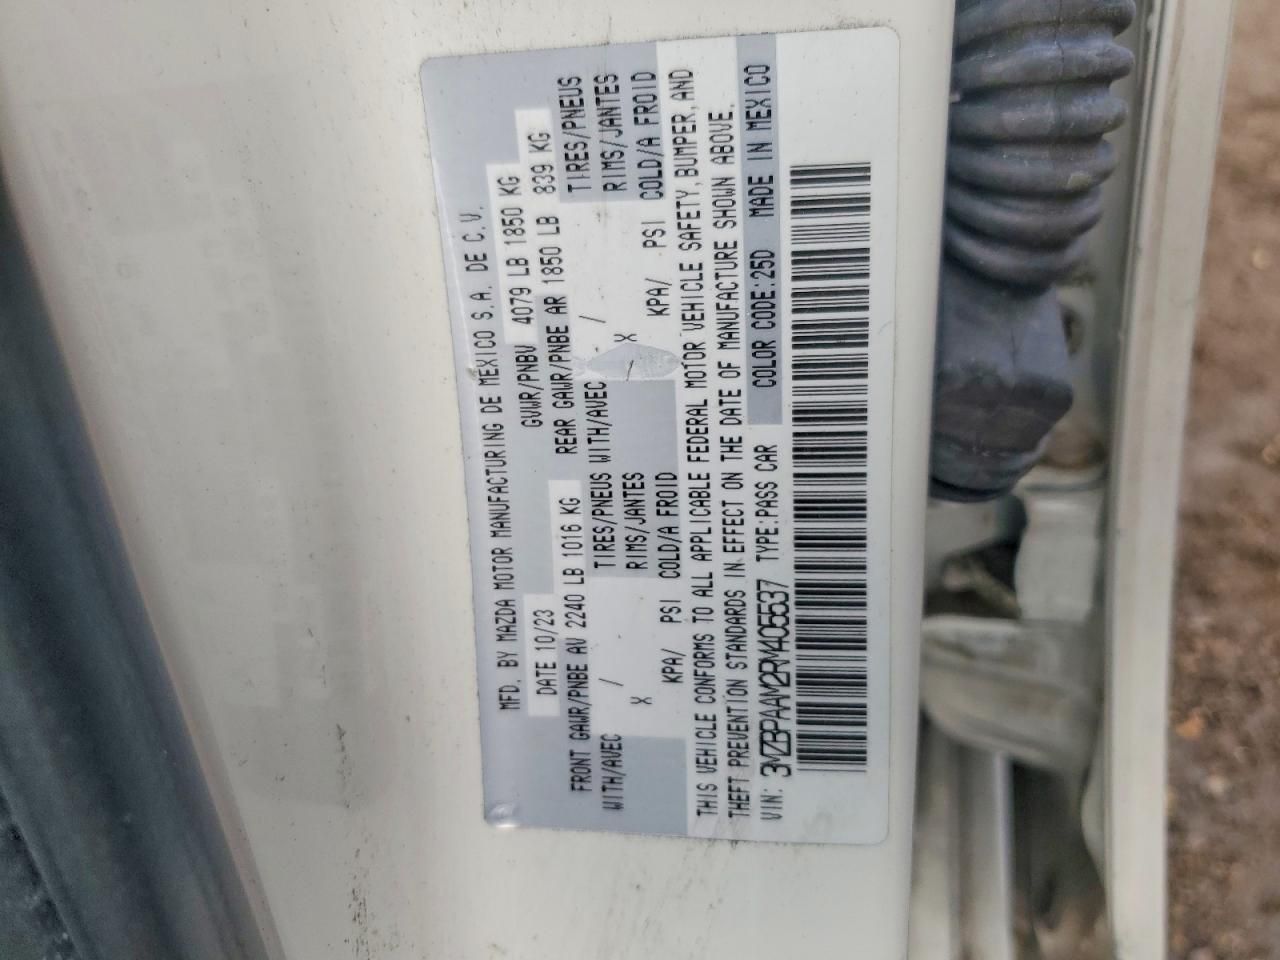 MFD. BY MAZDA MOTOR MANUFACTURING DE MEXICO S.A. DE C.V.
DATE 10/23 GVWR/PNBV 4079 LB 1850 KG
FRONT GAWR/PNBE AV 2240 LB 1016 KG REAR GAWR/PNBE AR 1850 LB 839 KG
WITH/AVEC / TIRES/PNEUS WITH/AVEC / TIRES/PNEUS
X RIMS/JANTES X RIMS/JANTES
KPA/ PSI COLD/A FROID KPA/ PSI COLD/A FROID
THIS VEHICLE CONFORMS TO ALL APPLICABLE FEDERAL MOTOR VEHICLE SAFETY, BUMPER, AND
THEFT PREVENTION STANDARDS IN EFFECT ON THE DATE OF MANUFACTURE SHOWN ABOVE.
VIN: 3MZBPAAM2RM405537 TYPE:PASS CAR COLOR CODE:25D MADE IN MEXICO